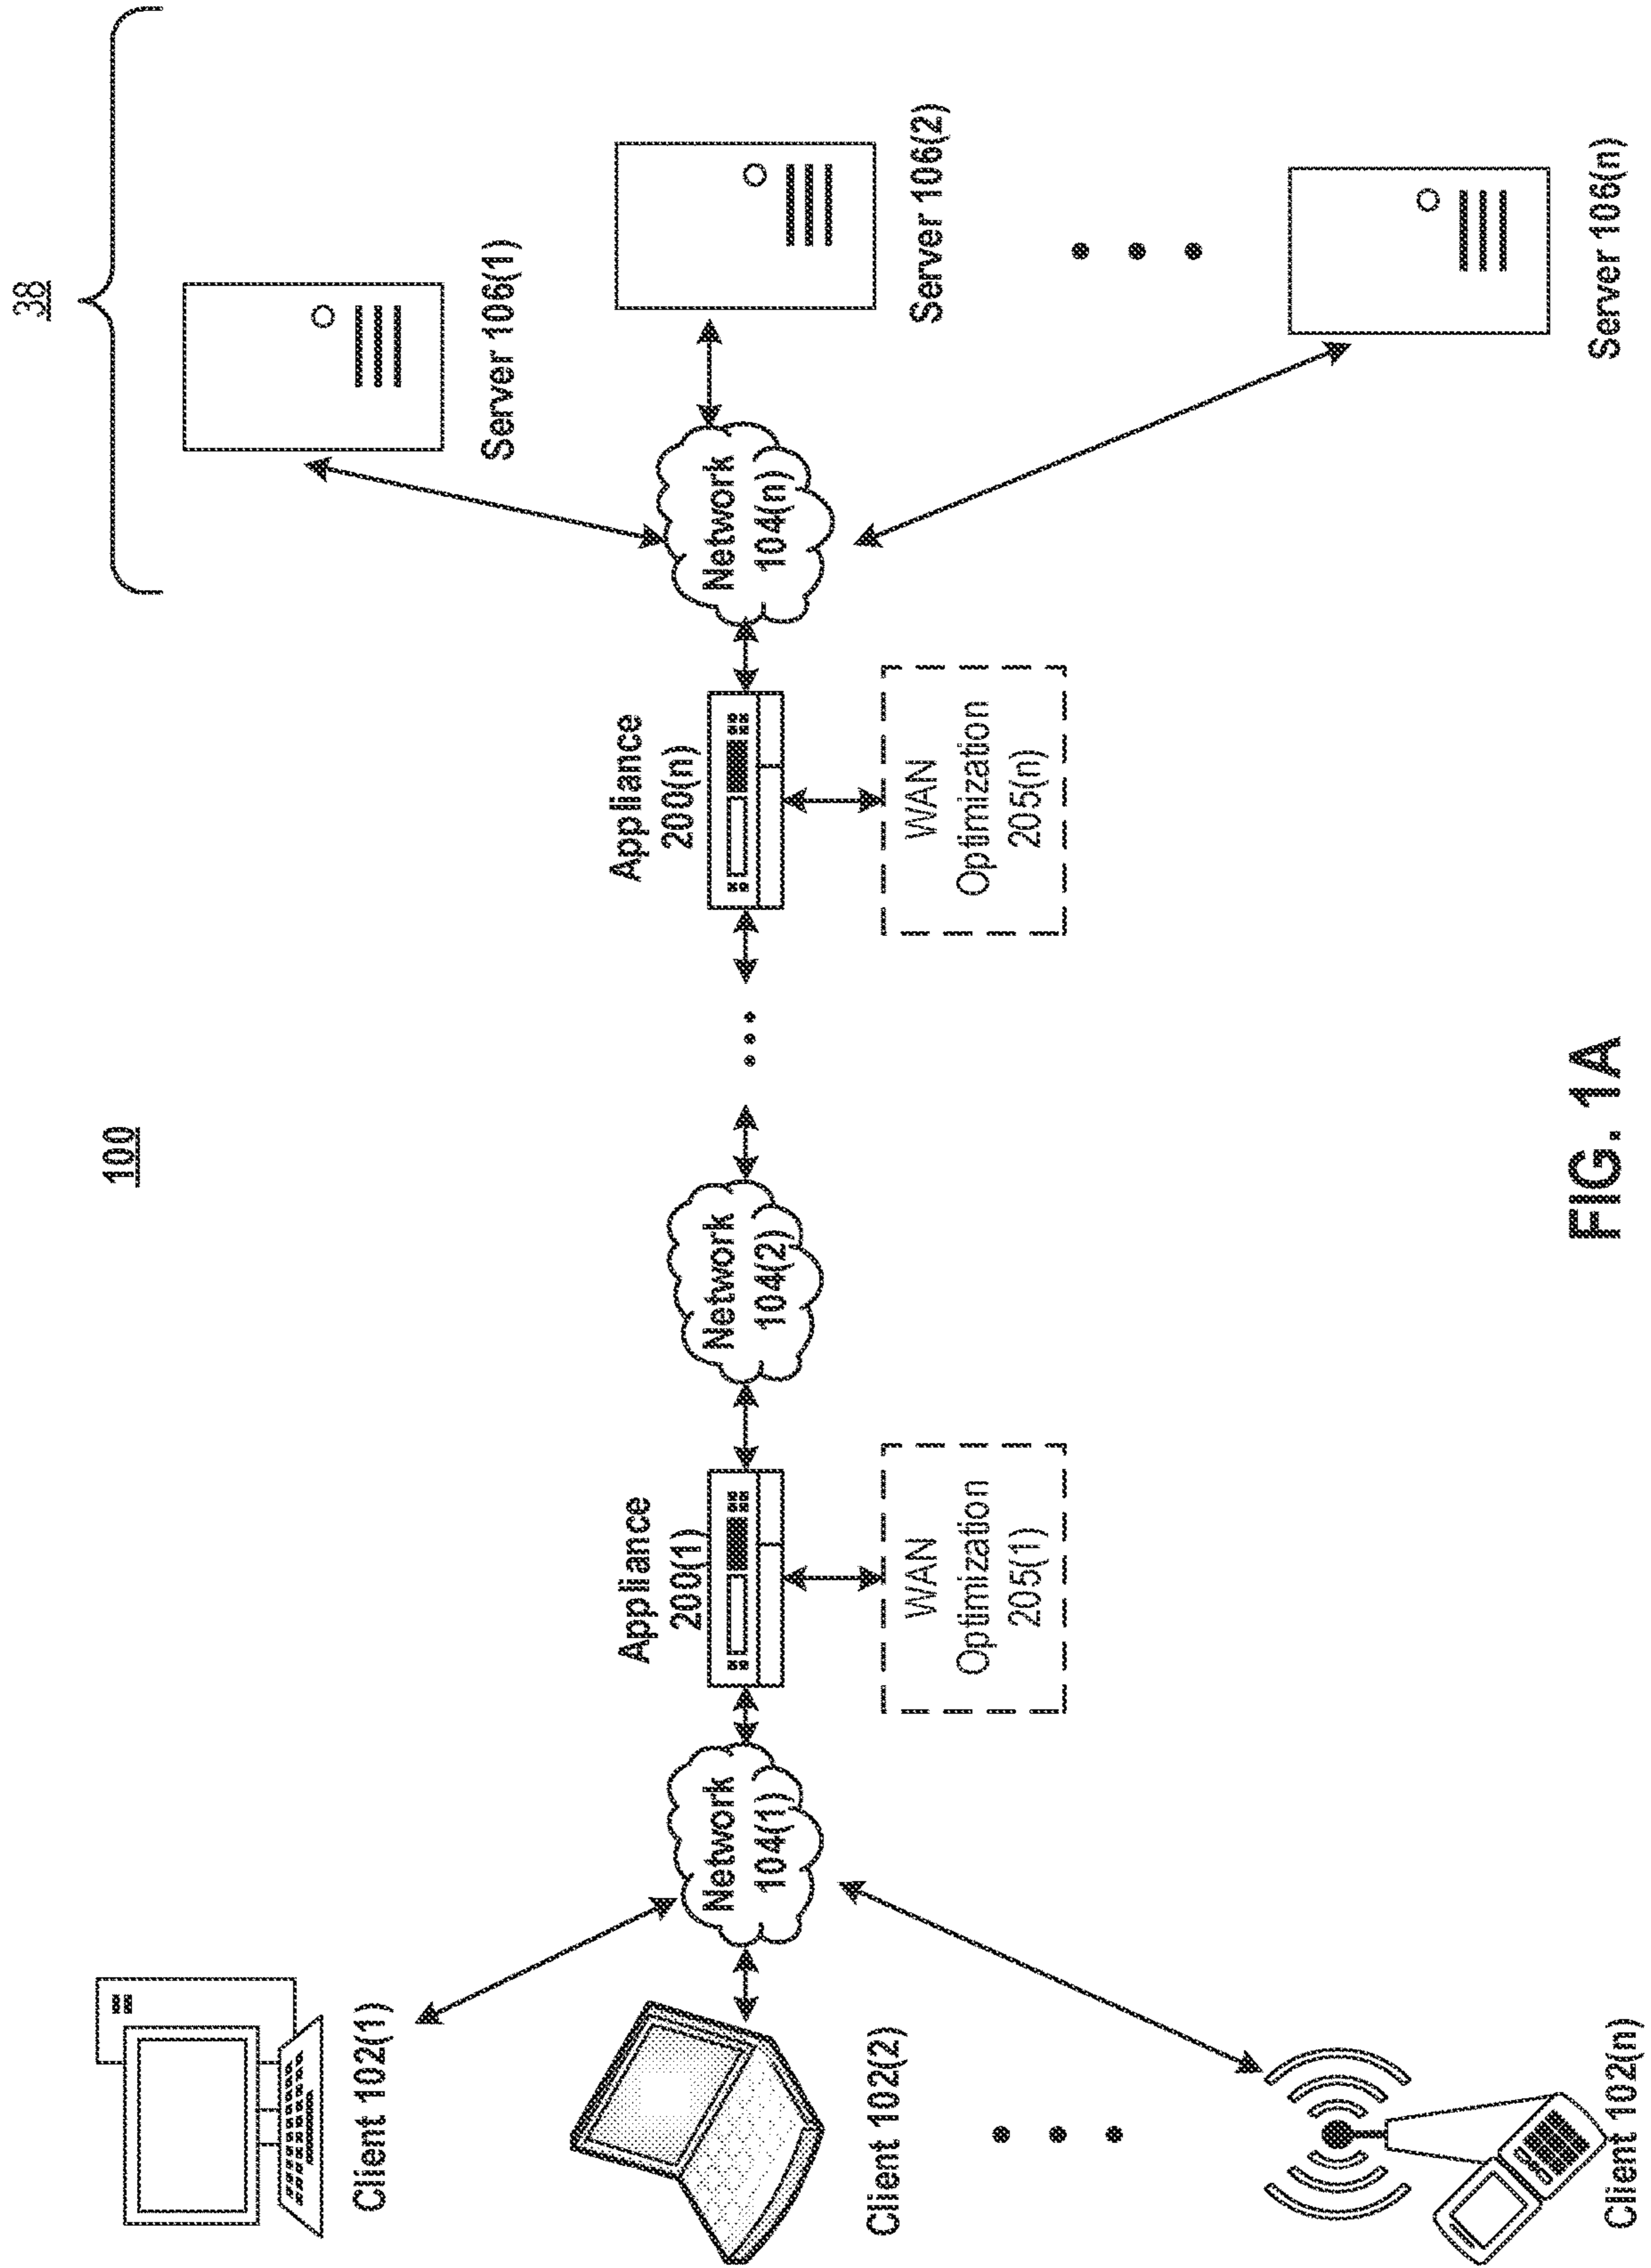 100
38
Client 102(1)
Client 102(2)
Client 102(n)
Network
104(1)
Appliance
200(1)
WAN
Optimization
205(1)
Network
104(2)
Appliance
200(n)
WAN
Optimization
205(n)
Network
104(n)
Server 106(1)
Server 106(2)
Server 106(n)
FIG. 1A